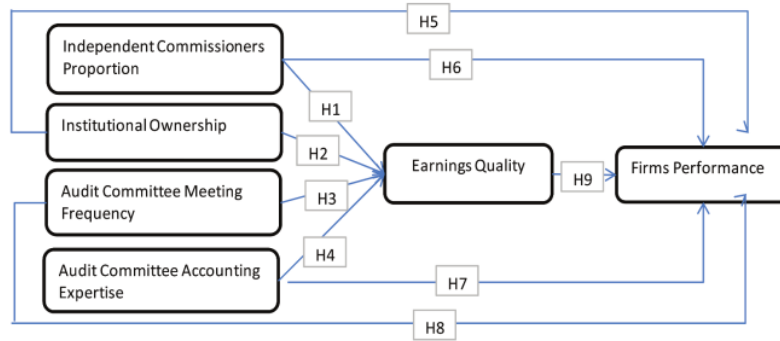 H5
Independent Commissioners
Proportion
H6
H1
Institutional Ownership
H2
Earnings Quality
Firms Performance
H9
Audit Committee Meeting
Frequency
H3
H4
Audit Committee Accounting
Expertise
H7
H8